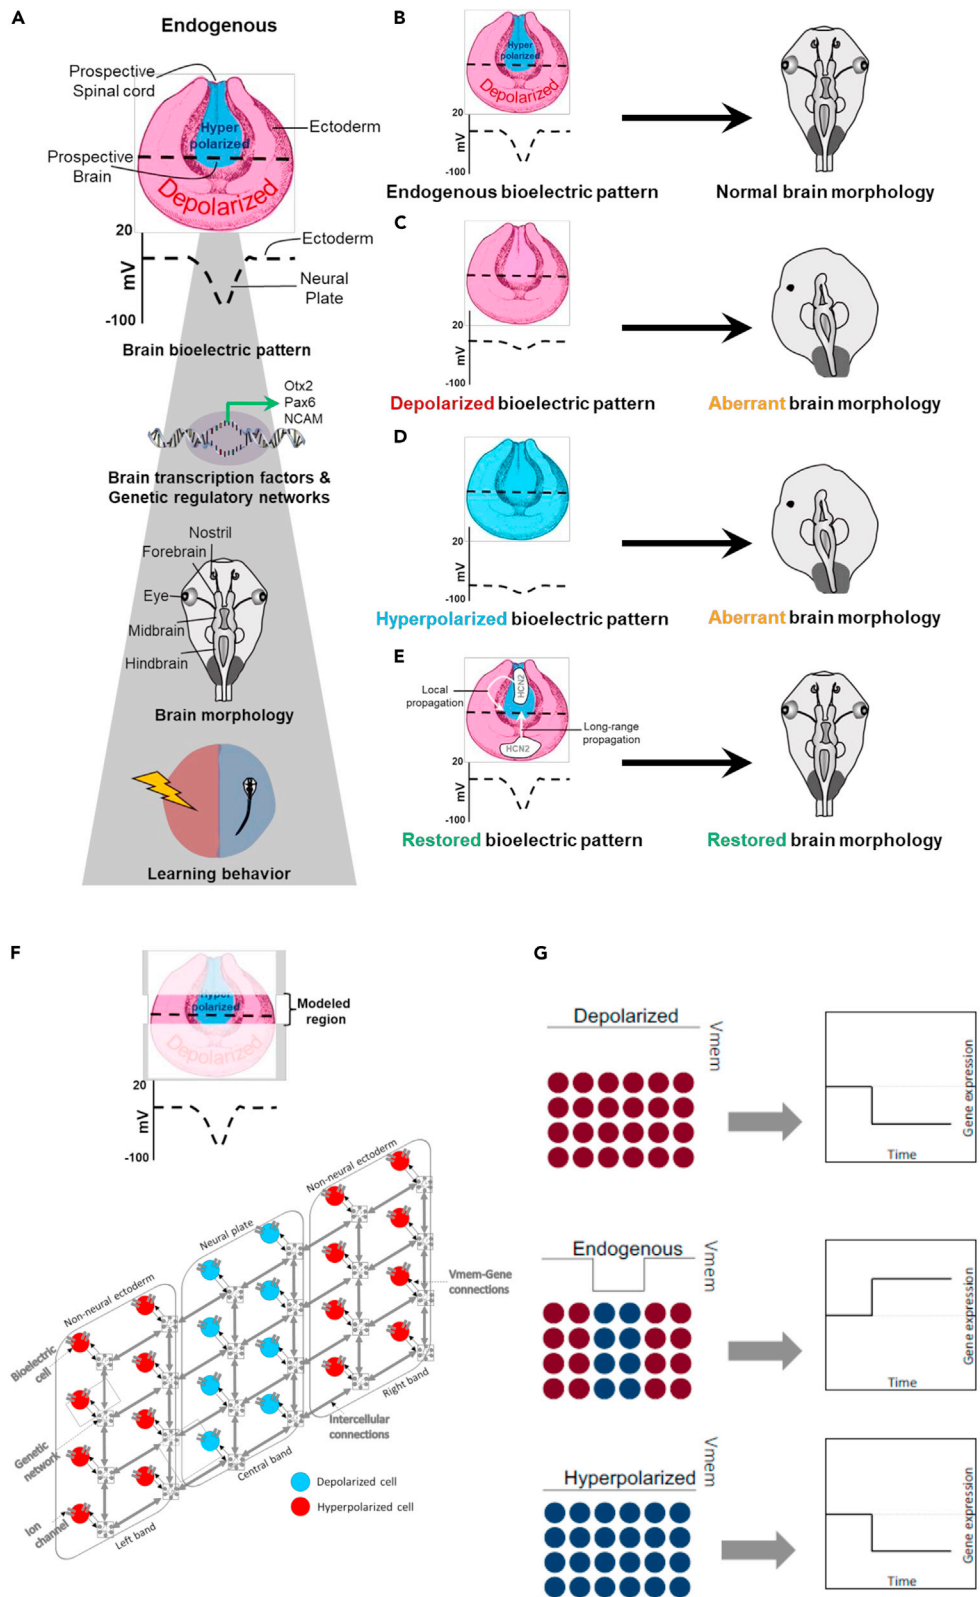 A
Endogenous
Prospective
Spinal cord
Hyper
polarized
Ectoderm
Prospective
Brain
Depolarized
20
mV
-100
Ectoderm
Neural
Plate
Brain bioelectric pattern
Otx2
Pax6
NCAM
Brain transcription factors &
Genetic regulatory networks
Nostril
Forebrain
Eye
Midbrain
Hindbrain
Brain morphology
Learning behavior
B
Hyper
polarized
Depolarized
20
mV
-100
Endogenous bioelectric pattern
Normal brain morphology
C
20
mV
-100
Depolarized bioelectric pattern
Aberrant brain morphology
D
20
mV
-100
Hyperpolarized bioelectric pattern
Aberrant brain morphology
E
HCN2
Local
propagation
Long-range
propagation
HCN2
20
mV
-100
Restored bioelectric pattern
Restored brain morphology
F
Hyper
polarized
Modeled
region
Depolarized
20
mV
-100
Non-neural ectoderm
Neural plate
Non-neural ectoderm
Vmem-Gene
connections
Bioelectric
cell
Genetic
network
Ion
channel
Intercellular
connections
Right band
Central band
Left band
Depolarized cell
Hyperpolarized cell
G
Depolarized
Vmem
Gene expression
Time
Endogenous
Vmem
Gene expression
Time
Hyperpolarized
Vmem
Gene expression
Time